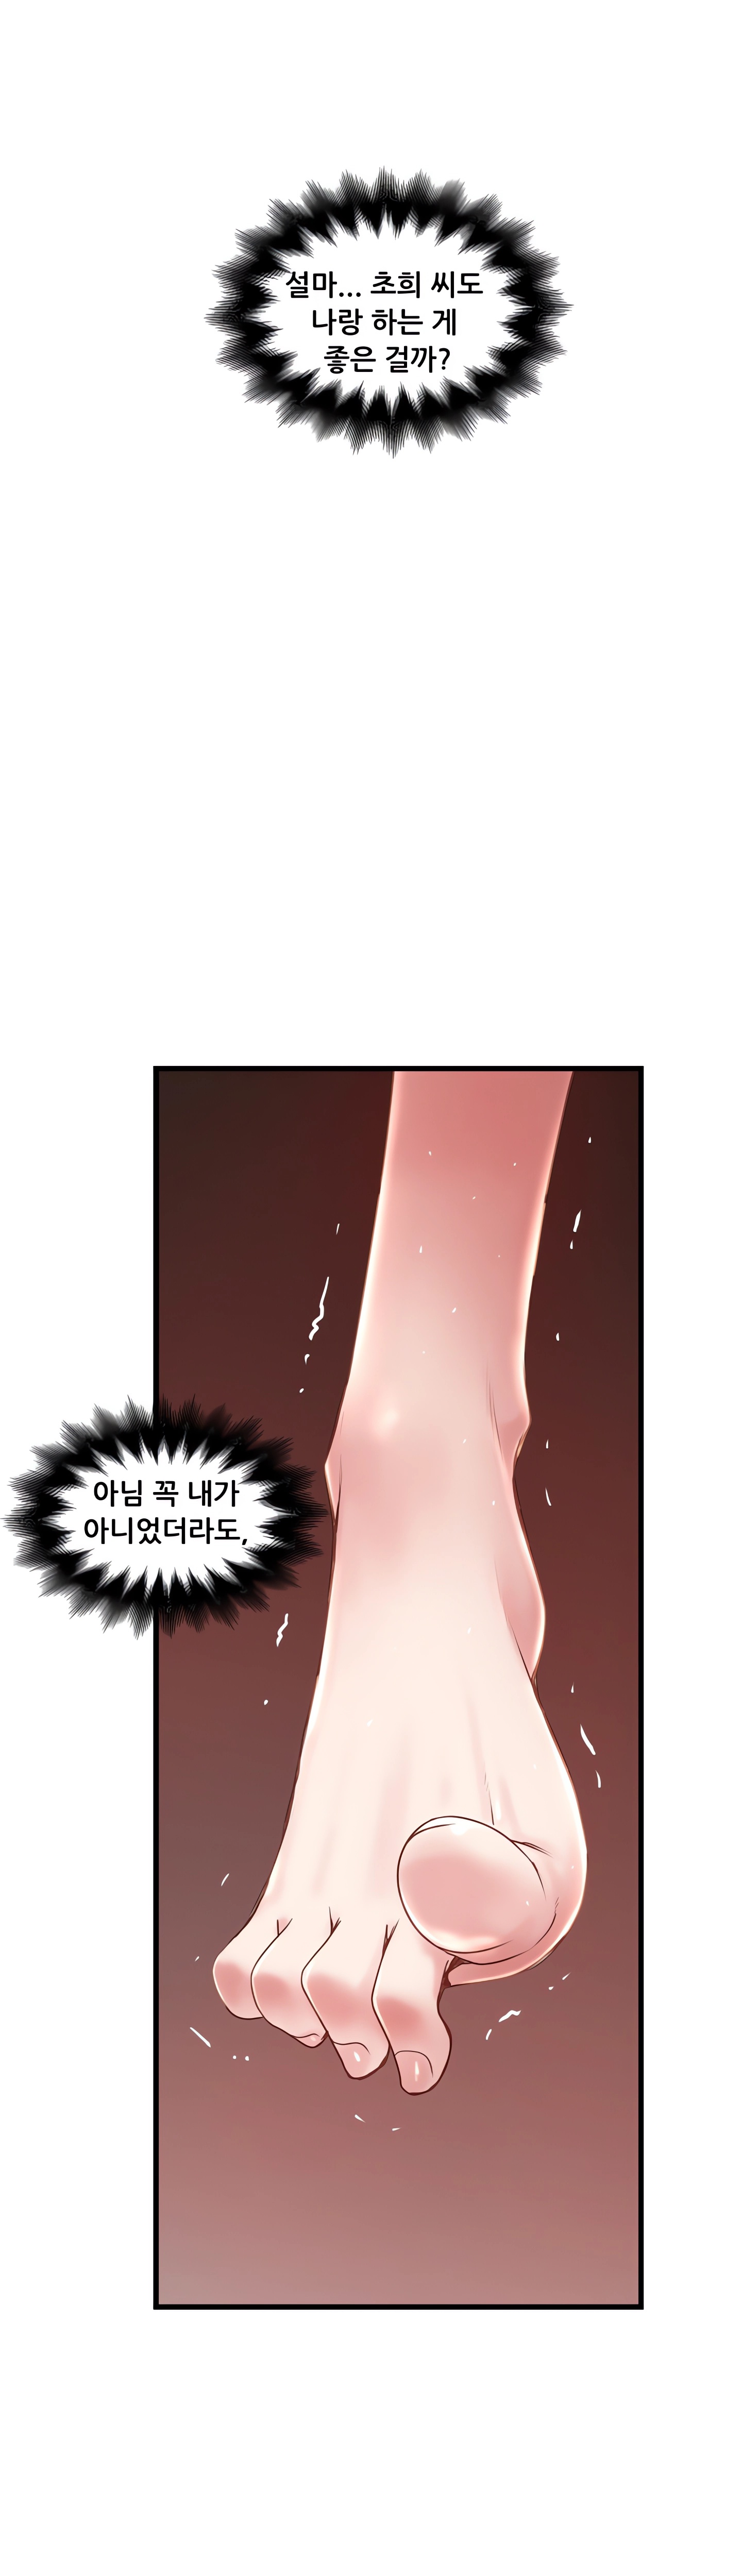 설마... 초희 씨도
나랑 하는 게
좋은 걸까?
아님 꼭 내가
아니었더라도,